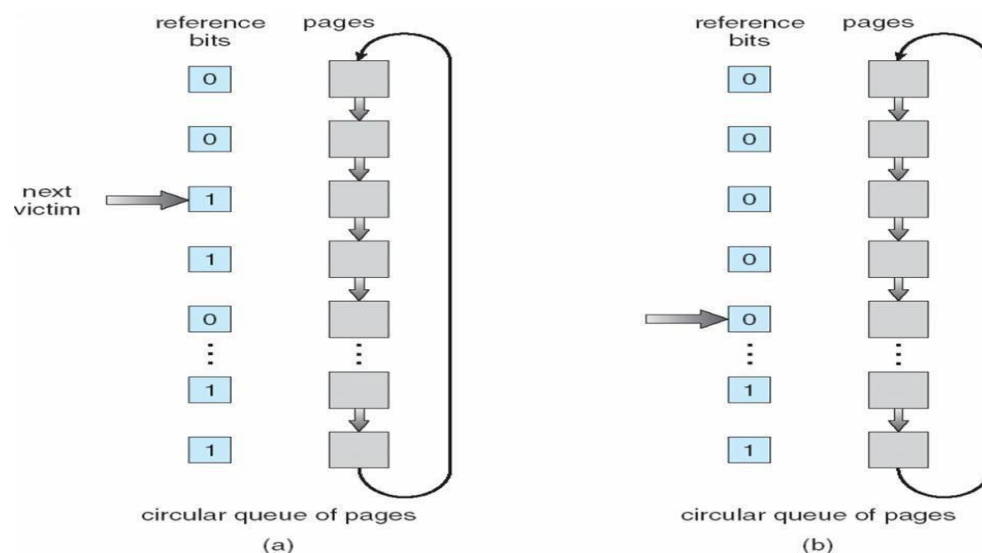 reference pages
bits
0
0
next
victim
1
1
0
1
1
circular queue of pages
(a)
reference pages
bits
0
0
0
0
0
1
1
circular queue of pages
(b)